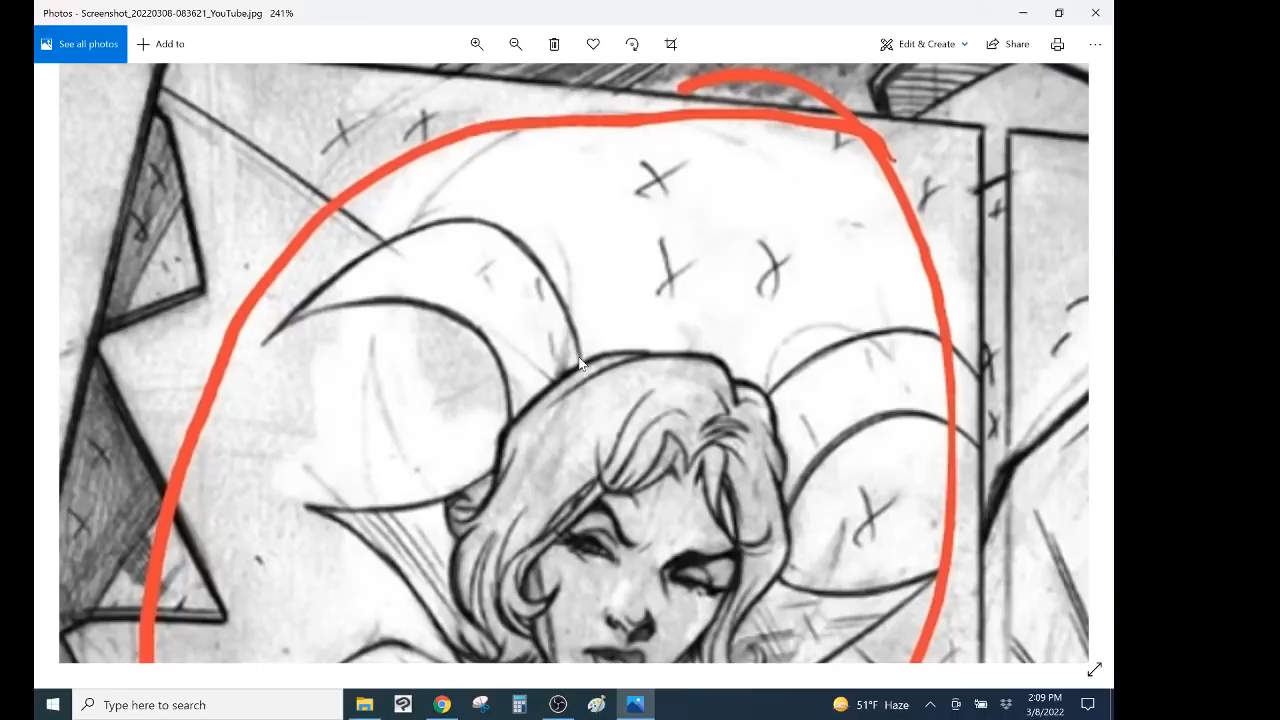 Photos - Screenshot_20220308-083621_YouTube.jpg 241%
See all photos
Add to
Edit & Create
Share
Type here to search
51°F Haze
2:09 PM
3/8/2022